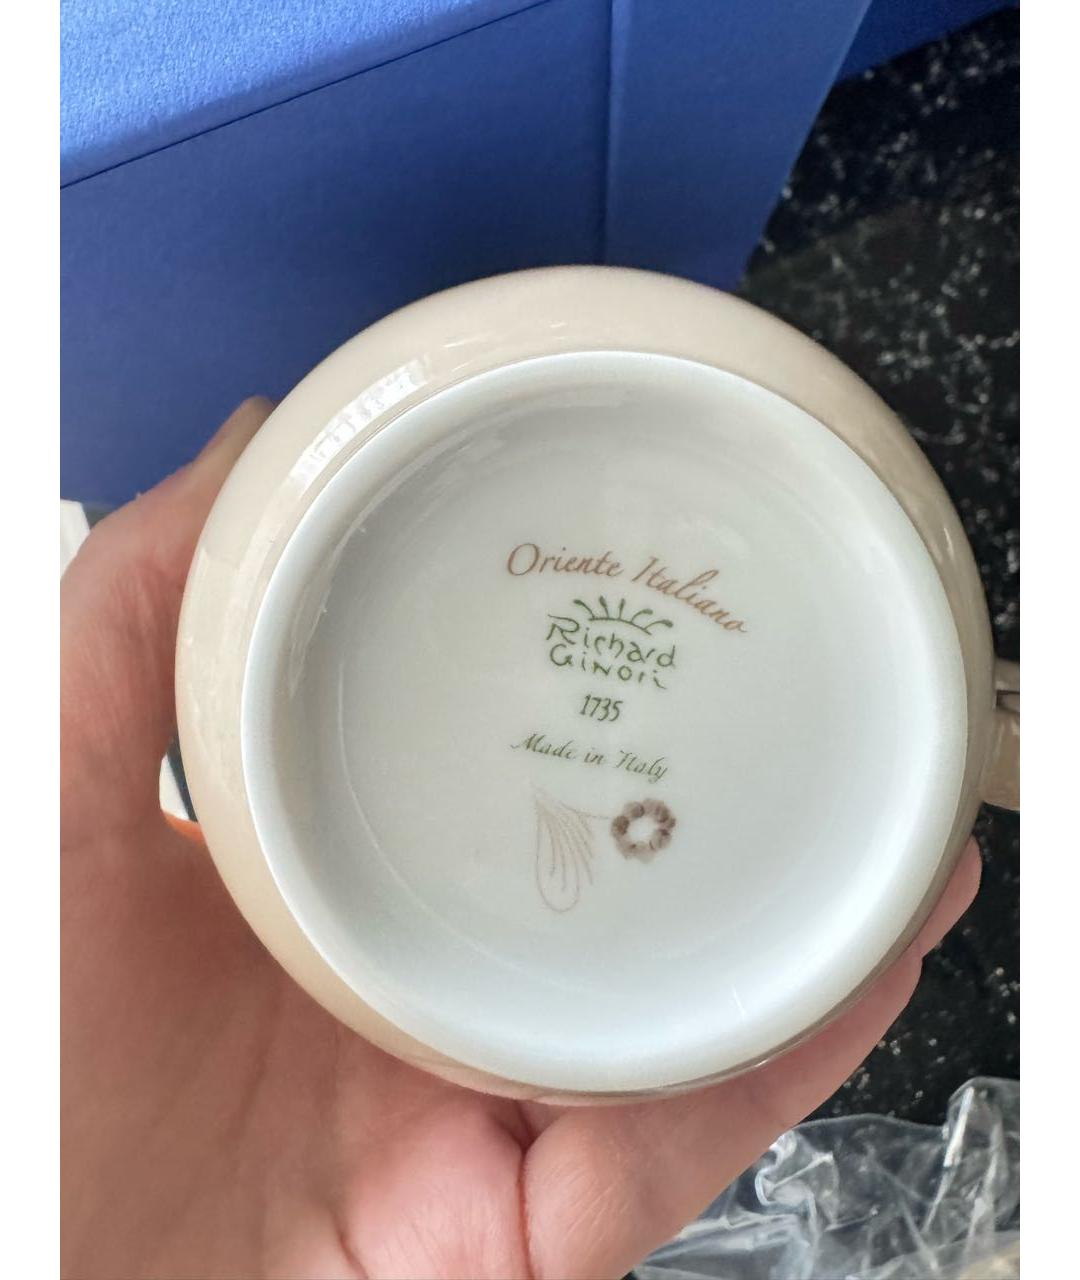 Oriente Italiano
Richard
Ginori
1735
Made in Italy